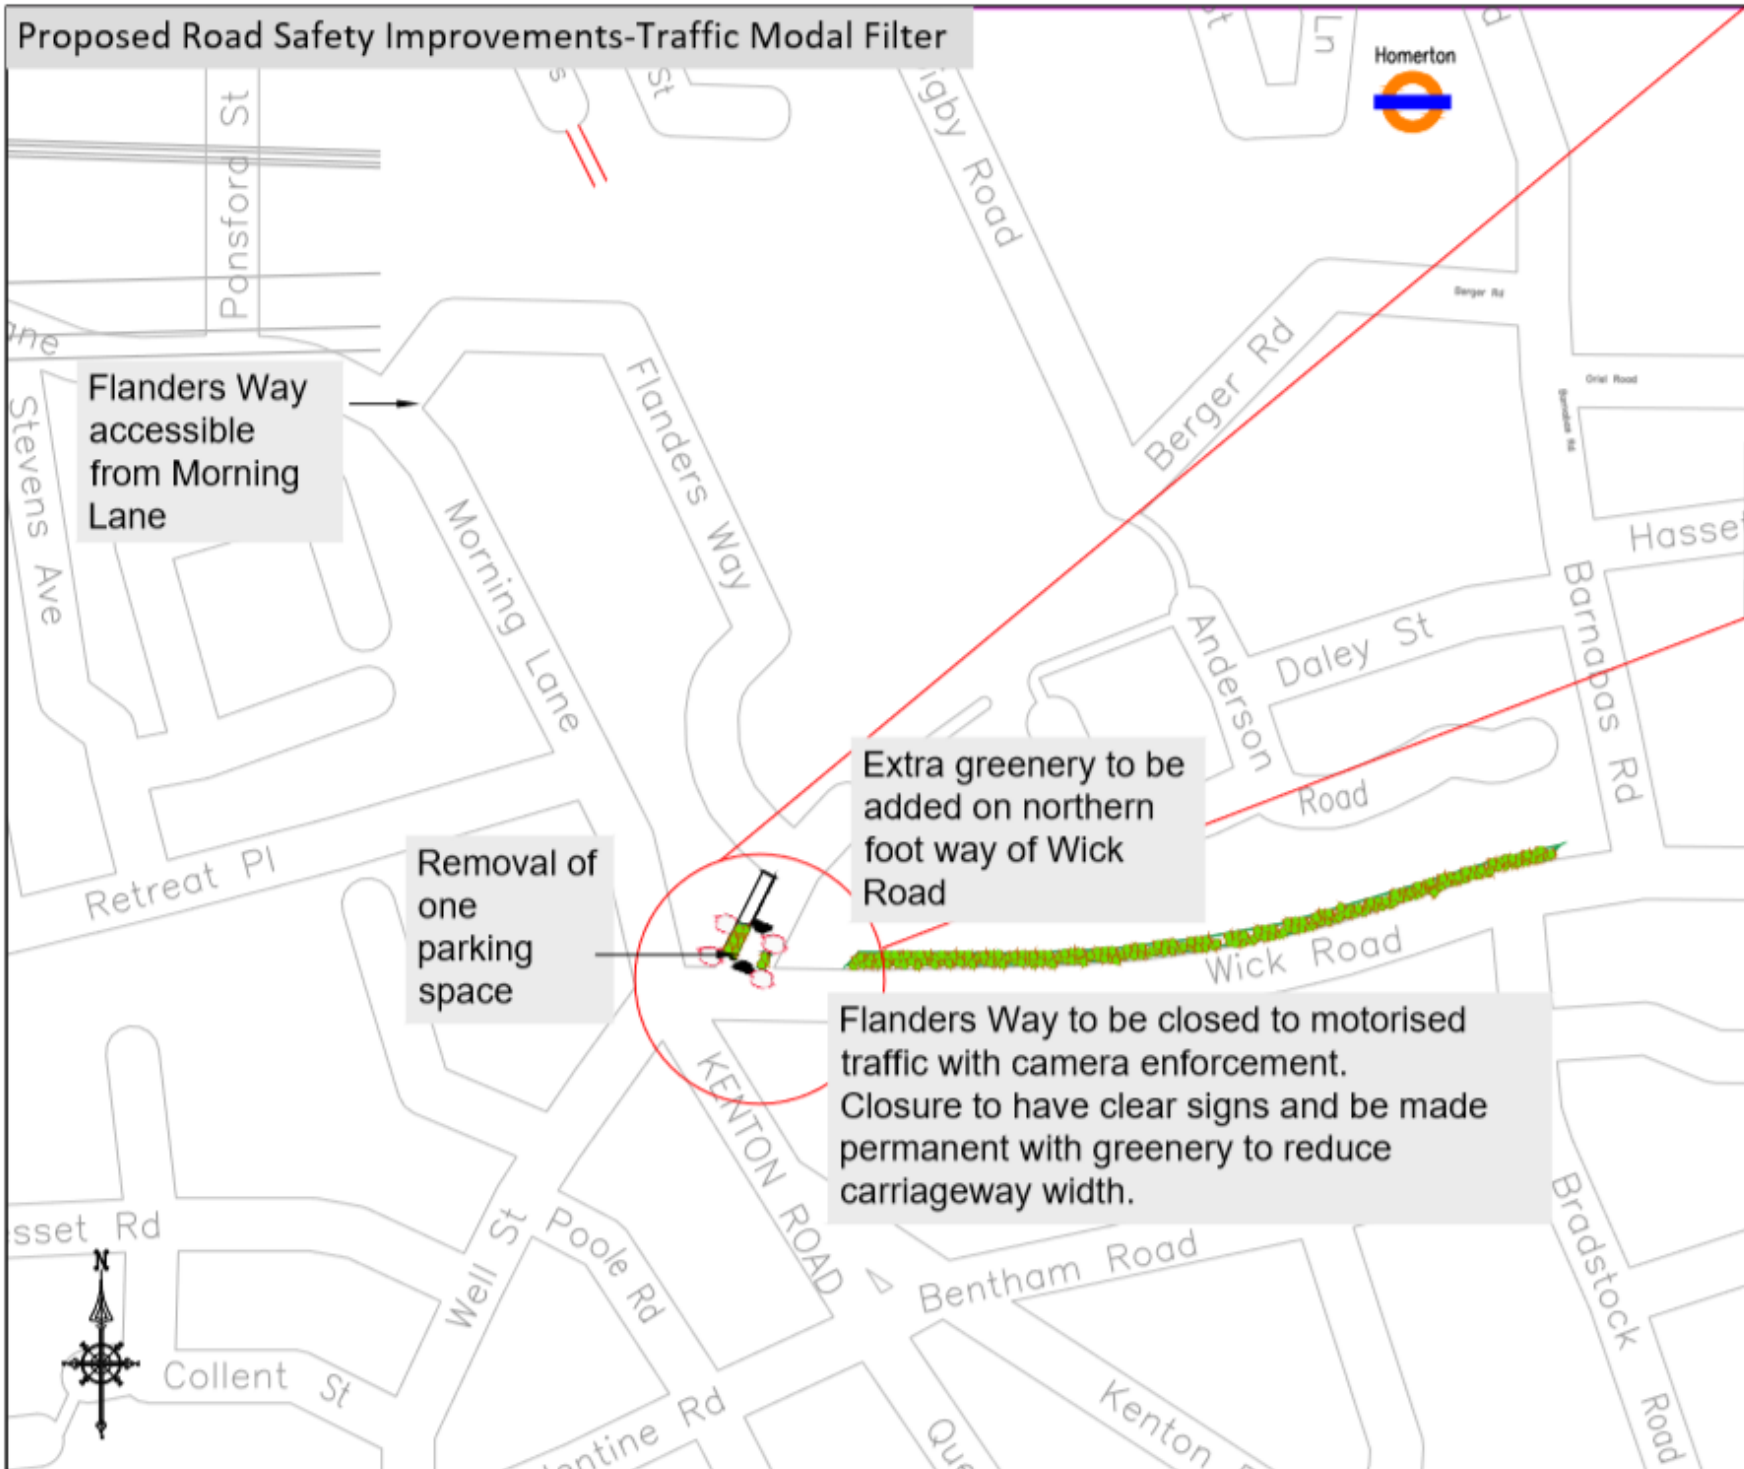 Proposed Road Safety Improvements-Traffic Modal Filter
Homerton
Ln
St
Ponsford St
Road
Berger Rd
Berger Rd
Oriel Road
Barnabas Rd
Flanders Way
accessible
from Morning
Lane
Stevens Ave
Flanders Way
Morning Lane
Anderson
Daley St
Barnabas Rd
Road
Extra greenery to be
added on northern
foot way of Wick
Road
Removal of
one
parking
space
Retreat Pl
Wick Road
Flanders Way to be closed to motorised
traffic with camera enforcement.
Closure to have clear signs and be made
permanent with greenery to reduce
carriageway width.
KENTON ROAD
Well St
Poole Rd
Bentham Road
Bradstock
Road
N
Collent St
Rd
Rd
Kenton